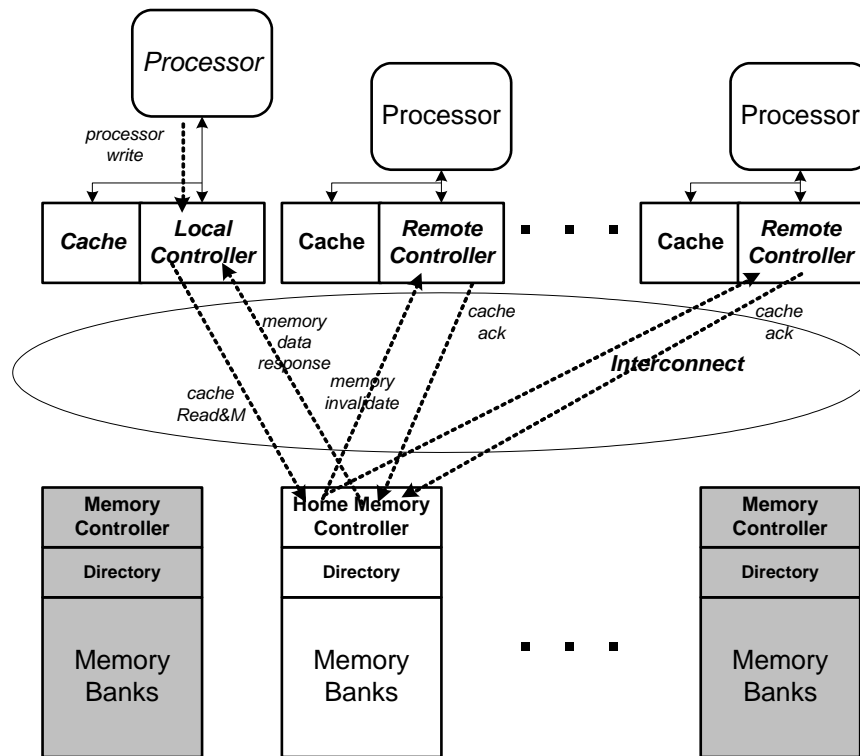 Processor
Processor
Processor
processor
write
Cache
Local
Controller
Cache
Remote
Controller
Cache
Remote
Controller
memory
data
response
cache
ack
cache
ack
Interconnect
memory
invalidate
cache
Read&M
Memory
Controller
Home Memory
Controller
Memory
Controller
Directory
Directory
Directory
Memory
Banks
Memory
Banks
Memory
Banks